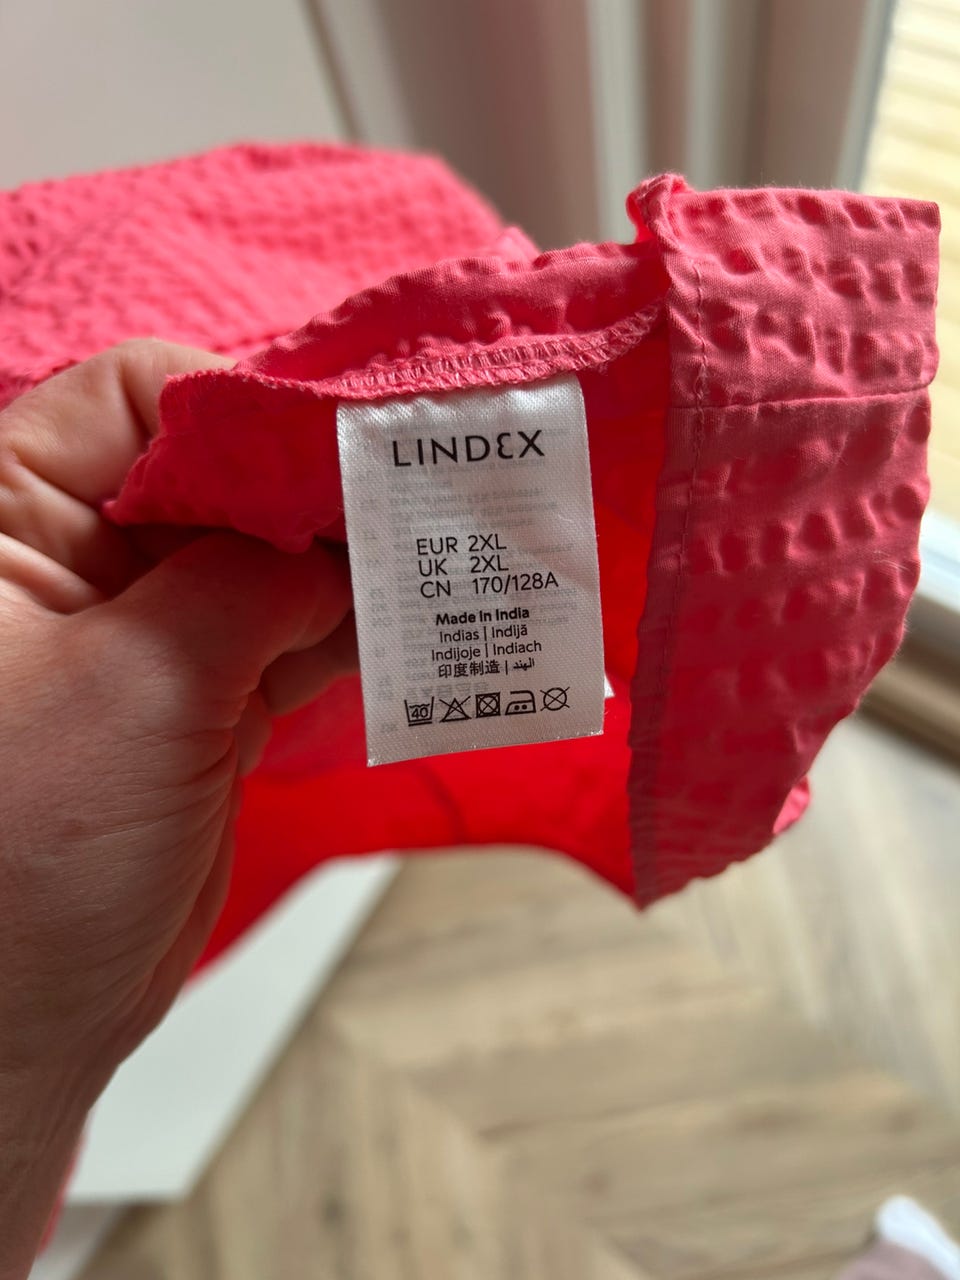 LINDEX
EUR 2XL
UK 2XL
CN 170/128A
Made in India
Indias | Indijā
Indijoje | Indiach
印度制造 | الهند
40